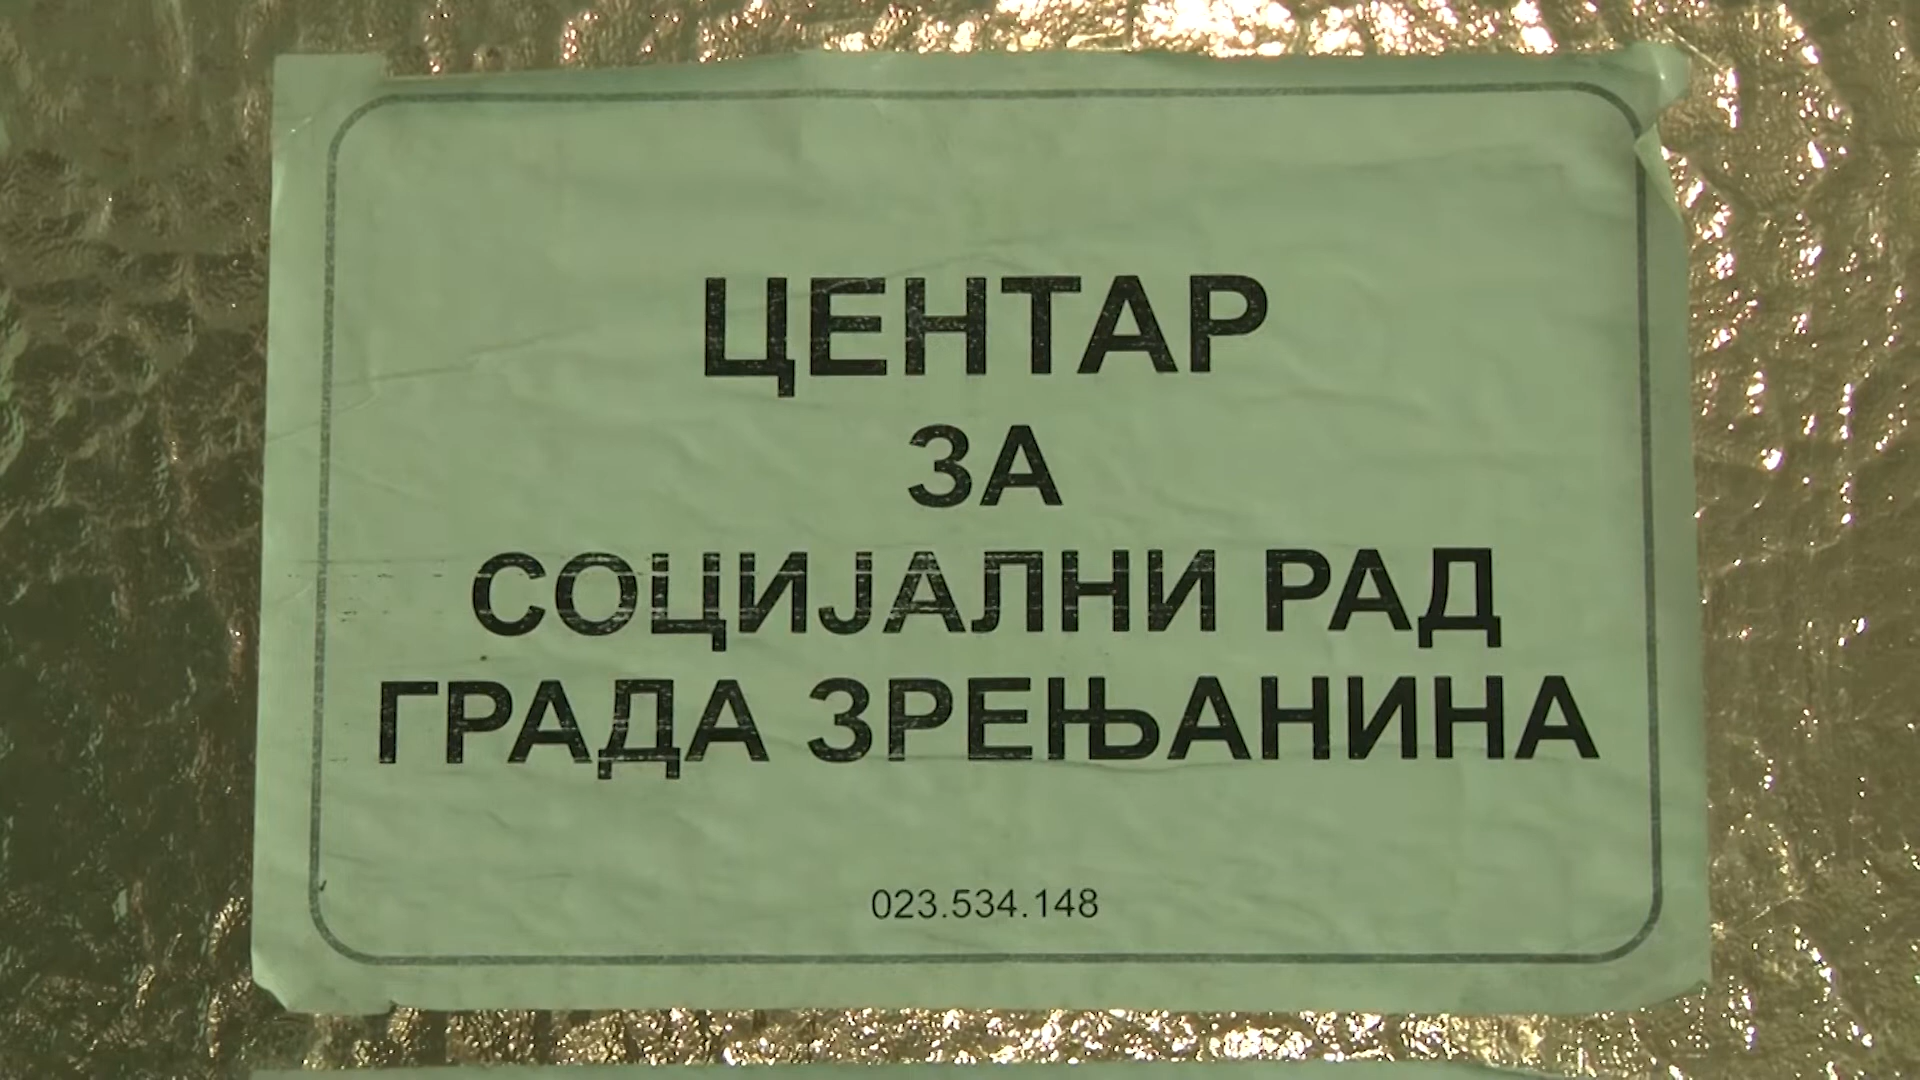 ЦЕНТАР
ЗА
СОЦИЈАЛНИ РАД
ГРАДА ЗРЕЊАНИНА
023.534.148